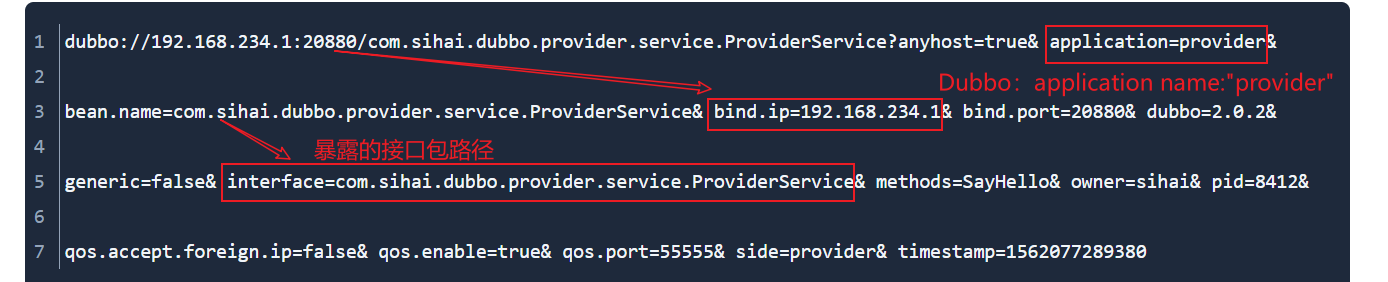 1 dubbo://192.168.234.1:20880/com.sihai.dubbo.provider.service.ProviderService?anyhost=true& application=provider&
2
Dubbo：application name:"provider"
3 bean.name=com.sihai.dubbo.provider.service.ProviderService& bind.ip=192.168.234.1& bind.port=20880& dubbo=2.0.2&
4
暴露的接口包路径
5 generic=false& interface=com.sihai.dubbo.provider.service.ProviderService& methods=SayHello& owner=sihai& pid=8412&
6
7 qos.accept.foreign.ip=false& qos.enable=true& qos.port=55555& side=provider& timestamp=1562077289380